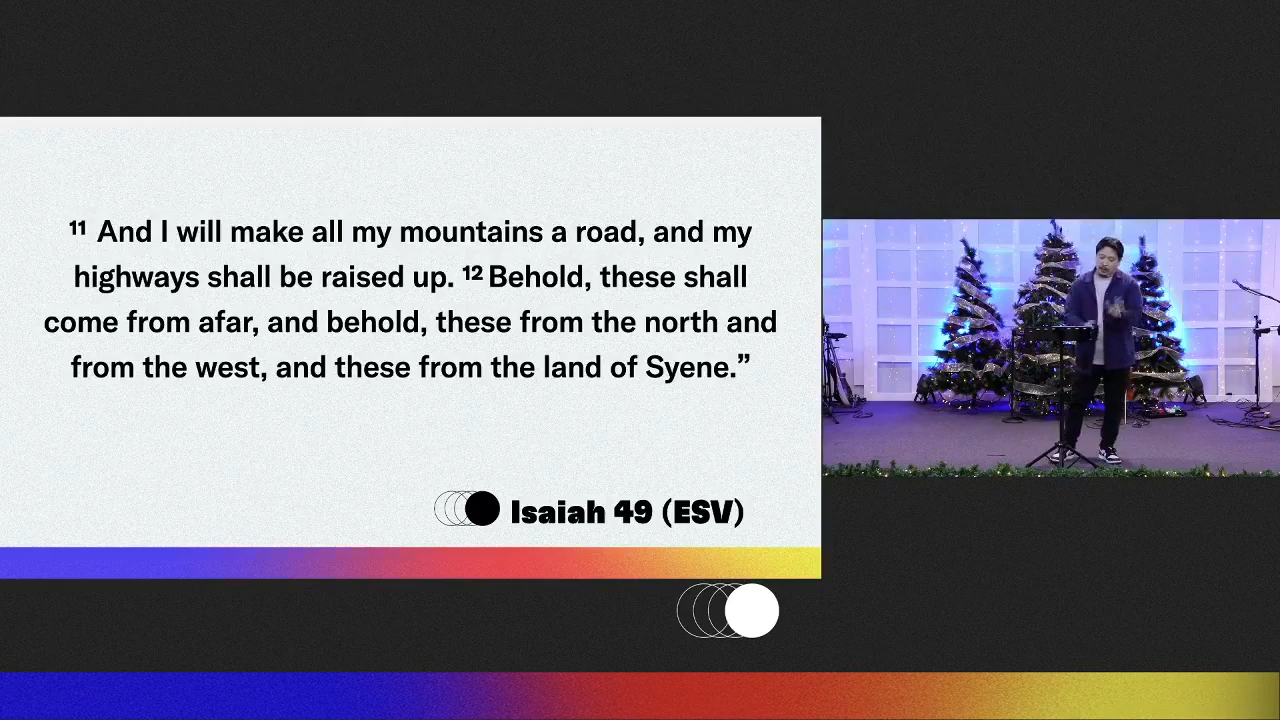 ¹¹ And I will make all my mountains a road, and my
highways shall be raised up. ¹² Behold, these shall
come from afar, and behold, these from the north and
from the west, and these from the land of Syene.”
Isaiah 49 (ESV)